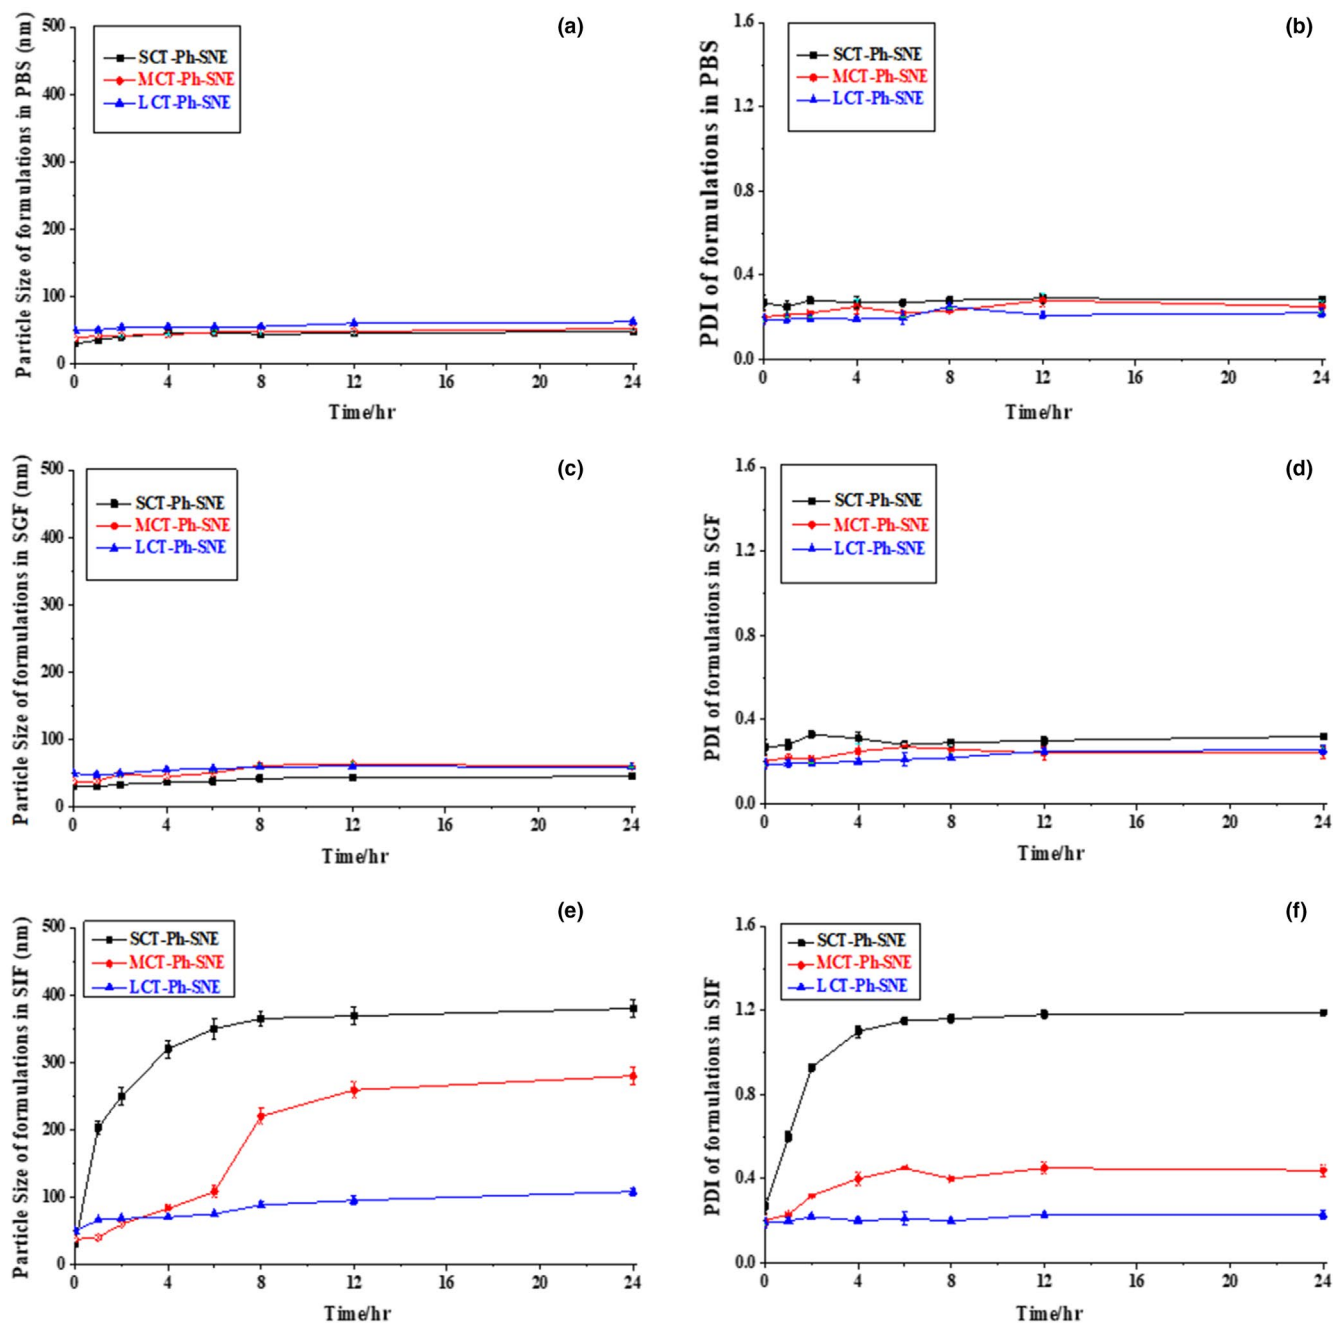 (a)
Particle Size of formulations in PBS (nm)
500
400
300
200
100
0
SCT-Ph-SNE
MCT-Ph-SNE
LCT-Ph-SNE
0 4 8 12 16 20 24
Time/hr
(b)
PDI of formulations in PBS
1.6
1.2
0.8
0.4
0.0
SCT-Ph-SNE
MCT-Ph-SNE
LCT-Ph-SNE
0 4 8 12 16 20 24
Time/hr
(c)
Particle Size of formulations in SGF (nm)
500
400
300
200
100
0
SCT-Ph-SNE
MCT-Ph-SNE
LCT-Ph-SNE
0 4 8 12 16 20 24
Time/hr
(d)
PDI of formulations in SGF
1.6
1.2
0.8
0.4
0.0
SCT-Ph-SNE
MCT-Ph-SNE
LCT-Ph-SNE
0 4 8 12 16 20 24
Time/hr
(e)
Particle Size of formulations in SIF (nm)
500
400
300
200
100
0
SCT-Ph-SNE
MCT-Ph-SNE
LCT-Ph-SNE
0 4 8 12 16 20 24
Time/hr
(f)
PDI of formulations in SIF
1.6
1.2
0.8
0.4
0.0
SCT-Ph-SNE
MCT-Ph-SNE
LCT-Ph-SNE
0 4 8 12 16 20 24
Time/hr